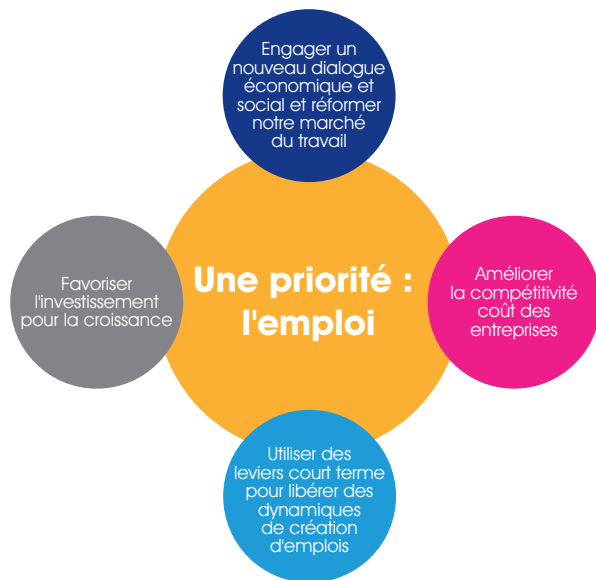 Engager un
nouveau dialogue
économique et
social et réformer
notre marché
du travail
Favoriser
l'investissement
pour la croissance
Une priorité :
l'emploi
Améliorer
la compétitivité
coût des
entreprises
Utiliser des
leviers court terme
pour libérer des
dynamiques
de création
d'emplois